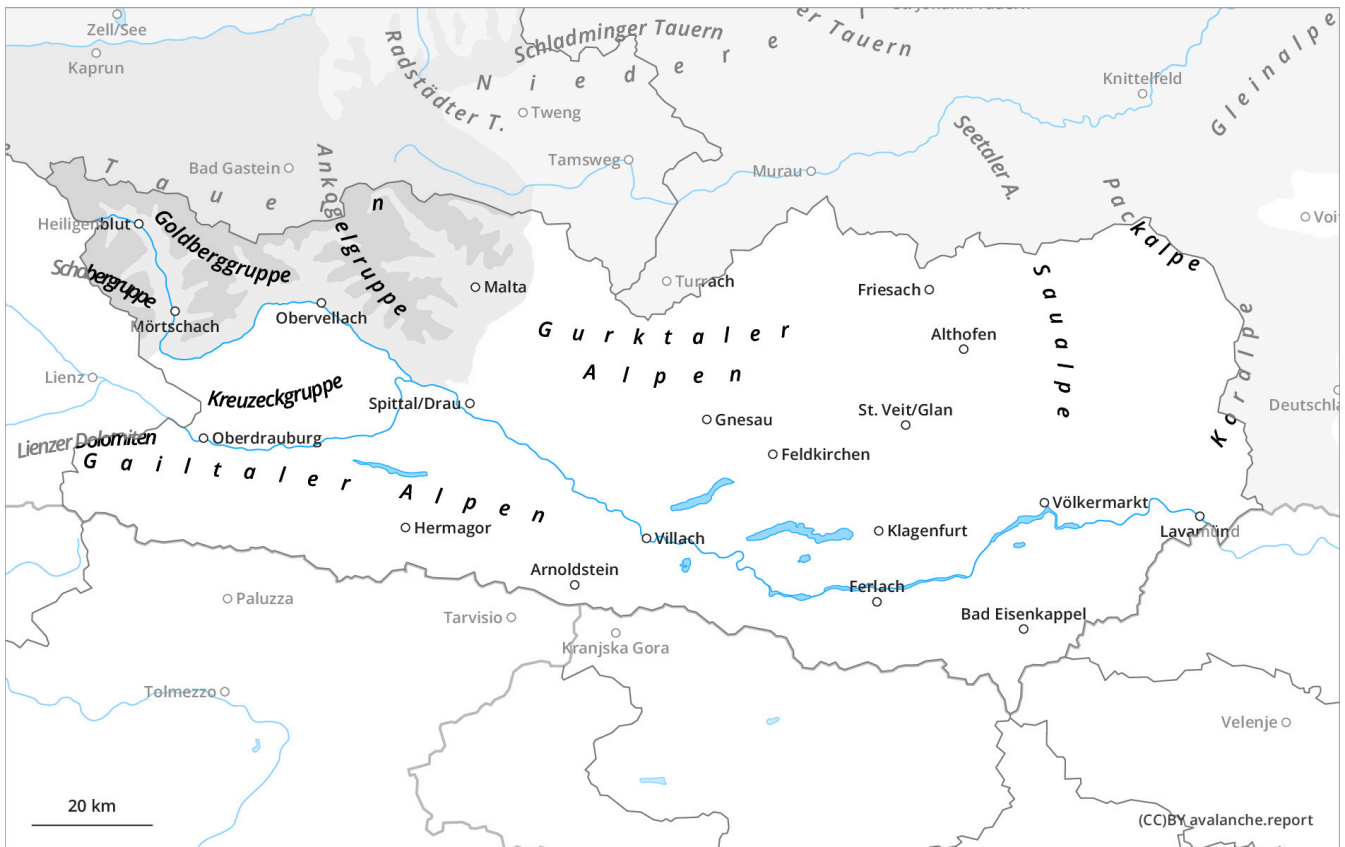 Zell/See
Kaprun
Radstädter T.
Schladminger Tauern
Niedere
er Tauern
Knittelfeld
Gleinalpe
Tweng
Tamsweg
Murau
Seetaler A.
Bad Gastein
Tauern
Ankogelgruppe
Packalpe
Heiligenblut
Goldberggruppe
Schobergruppe
Mörtschach
Obervellach
Malta
Turrach
Friesach
Althofen
Saualpe
Koralpe
Gurktaler
Alpen
Lienz
Kreuzeckgruppe
Spittal/Drau
Gnesau
St. Veit/Glan
Feldkirchen
Lienzer Dolomiten
Oberdrauburg
Gailtaler Alpen
Hermagor
Villach
Klagenfurt
Völkermarkt
Lavamünd
Arnoldstein
Ferlach
Bad Eisenkappel
Paluzza
Tarvisio
Kranjska Gora
Tolmezzo
Velenje
20 km
(CC)BY avalanche.report